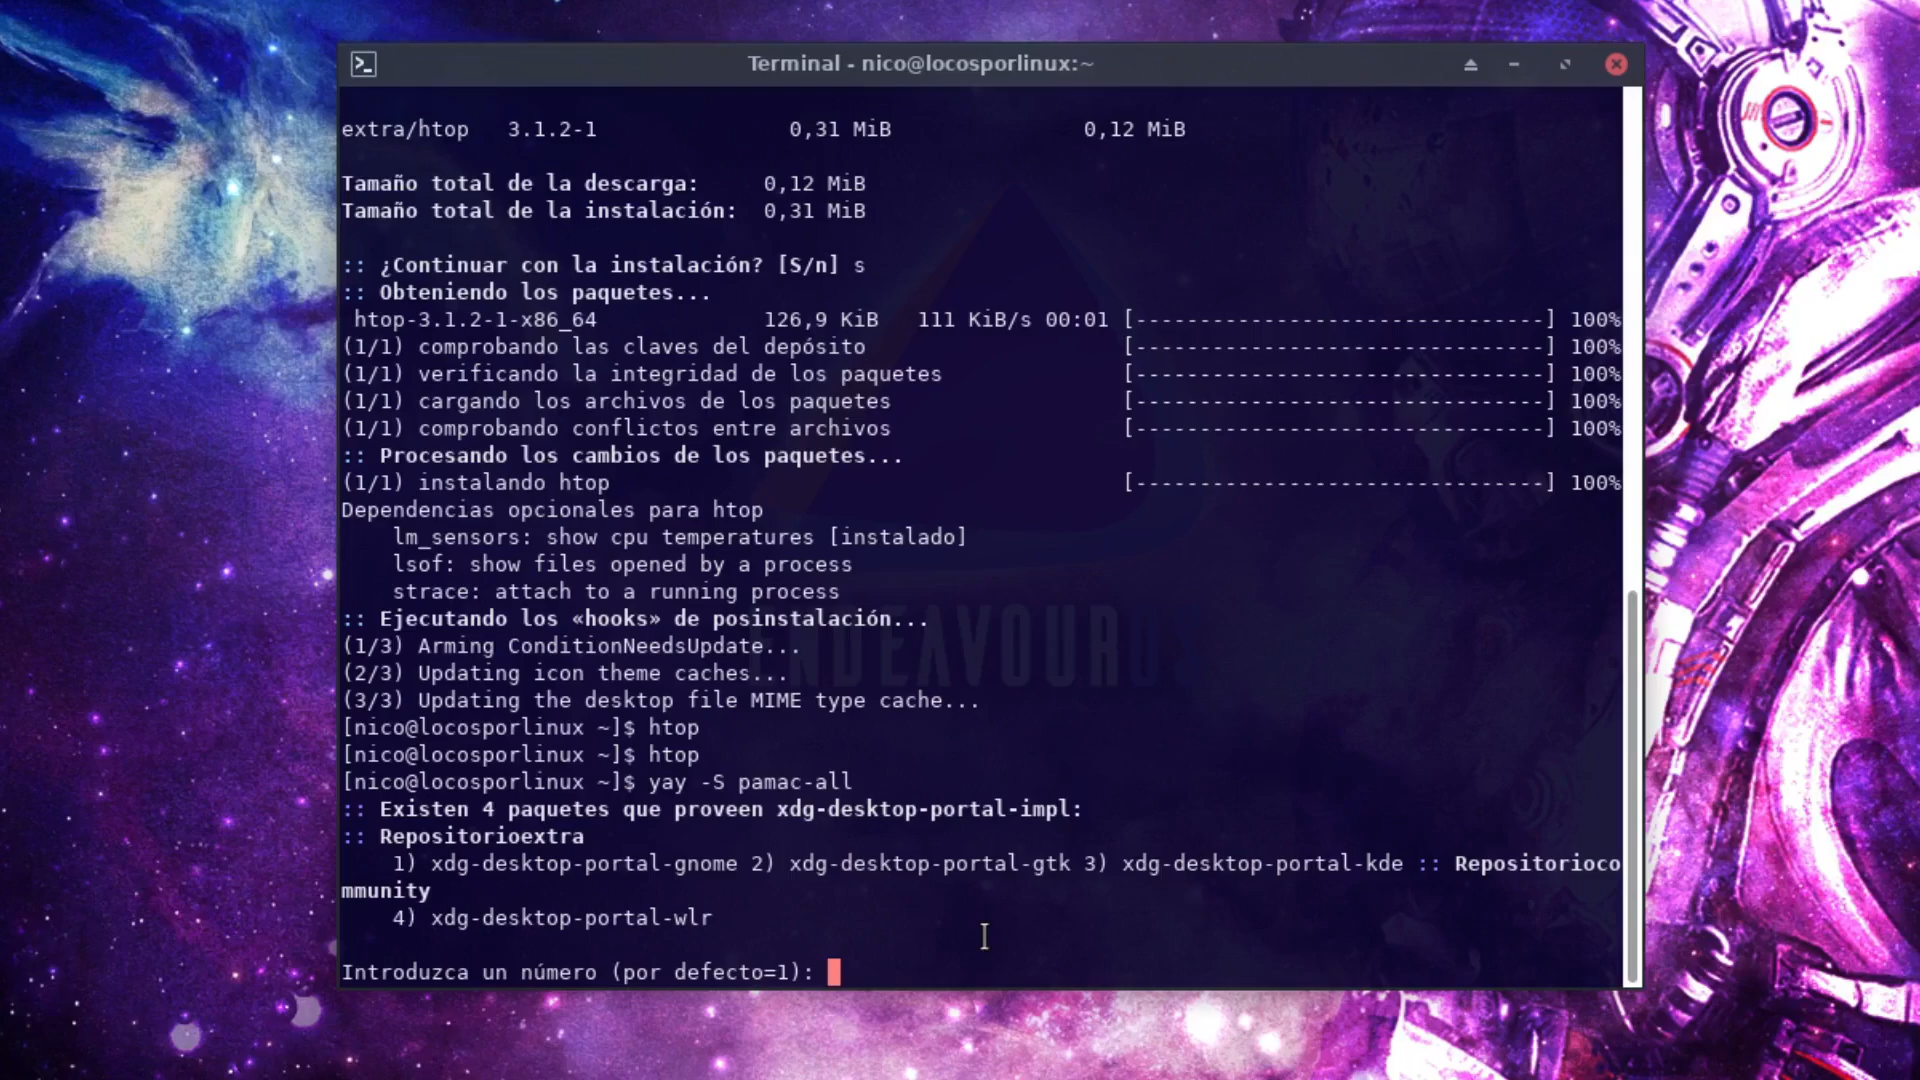 Terminal - nico@locosporlinux:~
extra/htop   3.1.2-1               0,31 MiB               0,12 MiB
Tamaño total de la descarga:     0,12 MiB
Tamaño total de la instalación:  0,31 MiB
:: ¿Continuar con la instalación? [S/n] s
:: Obteniendo los paquetes...
 htop-3.1.2-1-x86_64             126,9 KiB   111 KiB/s 00:01 [--------------------------------] 100%
(1/1) comprobando las claves del depósito                    [--------------------------------] 100%
(1/1) verificando la integridad de los paquetes              [--------------------------------] 100%
(1/1) cargando los archivos de los paquetes                  [--------------------------------] 100%
(1/1) comprobando conflictos entre archivos                  [--------------------------------] 100%
:: Procesando los cambios de los paquetes...
(1/1) instalando htop                                        [--------------------------------] 100%
Dependencias opcionales para htop
    lm_sensors: show cpu temperatures [instalado]
    lsof: show files opened by a process
    strace: attach to a running process
:: Ejecutando los «hooks» de posinstalación...
(1/3) Arming ConditionNeedsUpdate...
(2/3) Updating icon theme caches...
(3/3) Updating the desktop file MIME type cache...
[nico@locosporlinux ~]$ htop
[nico@locosporlinux ~]$ htop
[nico@locosporlinux ~]$ yay -S pamac-all
:: Existen 4 paquetes que proveen xdg-desktop-portal-impl:
:: Repositorioextra
    1) xdg-desktop-portal-gnome 2) xdg-desktop-portal-gtk 3) xdg-desktop-portal-kde :: Repositorioco
mmunity
    4) xdg-desktop-portal-wlr
Introduzca un número (por defecto=1):
ENDEAVOUROS